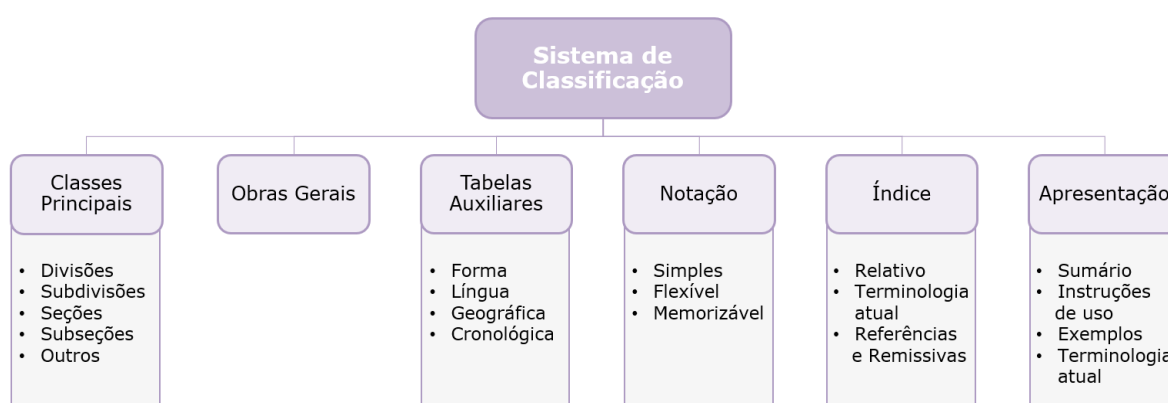 Sistema de
Classificação
Classes
Principais
• Divisões
• Subdivisões
• Seções
• Subseções
• Outros
Obras Gerais
Tabelas
Auxiliares
• Forma
• Língua
• Geográfica
• Cronológica
Notação
• Simples
• Flexível
• Memorizável
Índice
• Relativo
• Terminologia
atual
• Referências
e Remissivas
Apresentação
• Sumário
• Instruções
de uso
• Exemplos
• Terminologia
atual